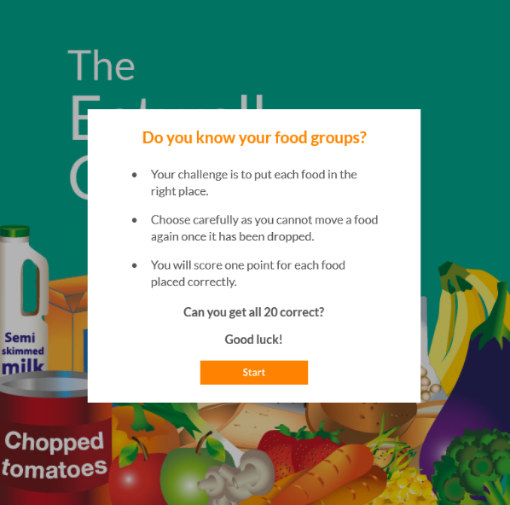 The
Do you know your food groups?
• Your challenge is to put each food in the
right place.
• Choose carefully as you cannot move a food
again once it has been dropped.
• You will score one point for each food
placed correctly.
Can you get all 20 correct?
Good luck!
Start
Semi
skimmed
milk
Chopped
tomatoes